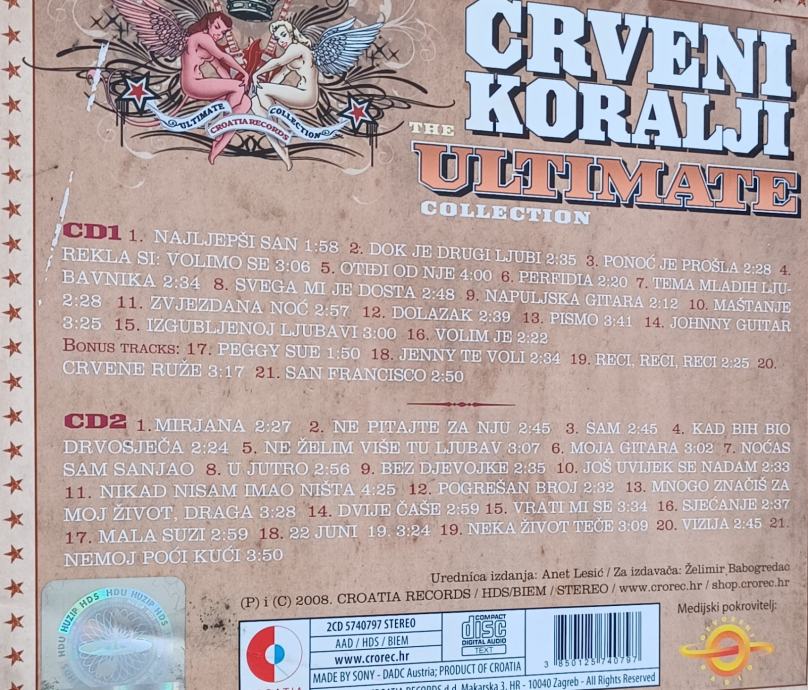 CRVENI
KORALJI
THE
ULTIMATE
COLLECTION
ULTIMATE COLLECTION
CROATIA RECORDS
CD1 1. NAJLJEPŠI SAN 1:58 2. DOK JE DRUGI LJUBI 2:35 3. PONOĆ JE PROŠLA 2:28 4.
REKLA SI: VOLIMO SE 3:06 5. OTIĐI OD NJE 4:00 6. PERFIDIA 2:20 7. TEMA MLADIH LJU-
BAVNIKA 2:34 8. SVEGA MI JE DOSTA 2:48 9. NAPULJSKA GITARA 2:12 10. MAŠTANJE
2:28 11. ZVJEZDANA NOĆ 2:57 12. DOLAZAK 2:39 13. PISMO 3:41 14. JOHNNY GUITAR
3:25 15. IZGUBLJENOJ LJUBAVI 3:00 16. VOLIM JE 2:22
BONUS TRACKS: 17. PEGGY SUE 1:50 18. JENNY TE VOLI 2:34 19. RECI, RECI, RECI 2:25 20.
CRVENE RUŽE 3:17 21. SAN FRANCISCO 2:50
CD2 1. MIRJANA 2:27 2. NE PITAJTE ZA NJU 2:45 3. SAM 2:45 4. KAD BIH BIO
DRVOSJEČA 2:24 5. NE ŽELIM VIŠE TU LJUBAV 3:07 6. MOJA GITARA 3:02 7. NOĆAS
SAM SANJAO 8. U JUTRO 2:56 9. BEZ DJEVOJKE 2:35 10. JOŠ UVIJEK SE NADAM 2:33
11. NIKAD NISAM IMAO NIŠTA 4:25 12. POGREŠAN BROJ 2:32 13. MNOGO ZNAČIŠ ZA
MOJ ŽIVOT, DRAGA 3:28 14. DVIJE ČAŠE 2:59 15. VRATI MI SE 3:34 16. SJEĆANJE 2:37
17. MALA SUZI 2:59 18. 22 JUNI 19. 3:24 19. NEKA ŽIVOT TEČE 3:09 20. VIZIJA 2:45 21.
NEMOJ POĆI KUĆI 3:50
Urednica izdanja: Anet Lesić / Za izdavača: Želimir Babogredac
(P) i (C) 2008. CROATIA RECORDS / HDS/BIEM / STEREO / www.crorec.hr / shop.crorec.hr
Medijski pokrovitelj:
HDU HUZIP HDS HDU HUZIP HDS
2CD 5740797 STEREO
AAD / HDS / BIEM
www.crorec.hr
COMPACT
disc
DIGITAL AUDIO
TEXT
3 850125 740797
MADE BY SONY - DADC Austria; PRODUCT OF CROATIA
CROATIA RECORDS d.d. Makarska 3, HR - 10040 Zagreb - All Rights Reserved